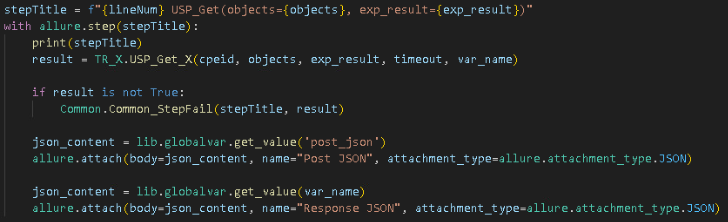 stepTitle = f"{lineNum} USP_Get(objects={objects}, exp_result={exp_result})"
with allure.step(stepTitle):
    print(stepTitle)
    result = TR_X.USP_Get_X(cpeid, objects, exp_result, timeout, var_name)

    if result is not True:
        Common.Common_StepFail(stepTitle, result)

    json_content = lib.globalvar.get_value('post_json')
    allure.attach(body=json_content, name="Post JSON", attachment_type=allure.attachment_type.JSON)

    json_content = lib.globalvar.get_value(var_name)
    allure.attach(body=json_content, name="Response JSON", attachment_type=allure.attachment_type.JSON)